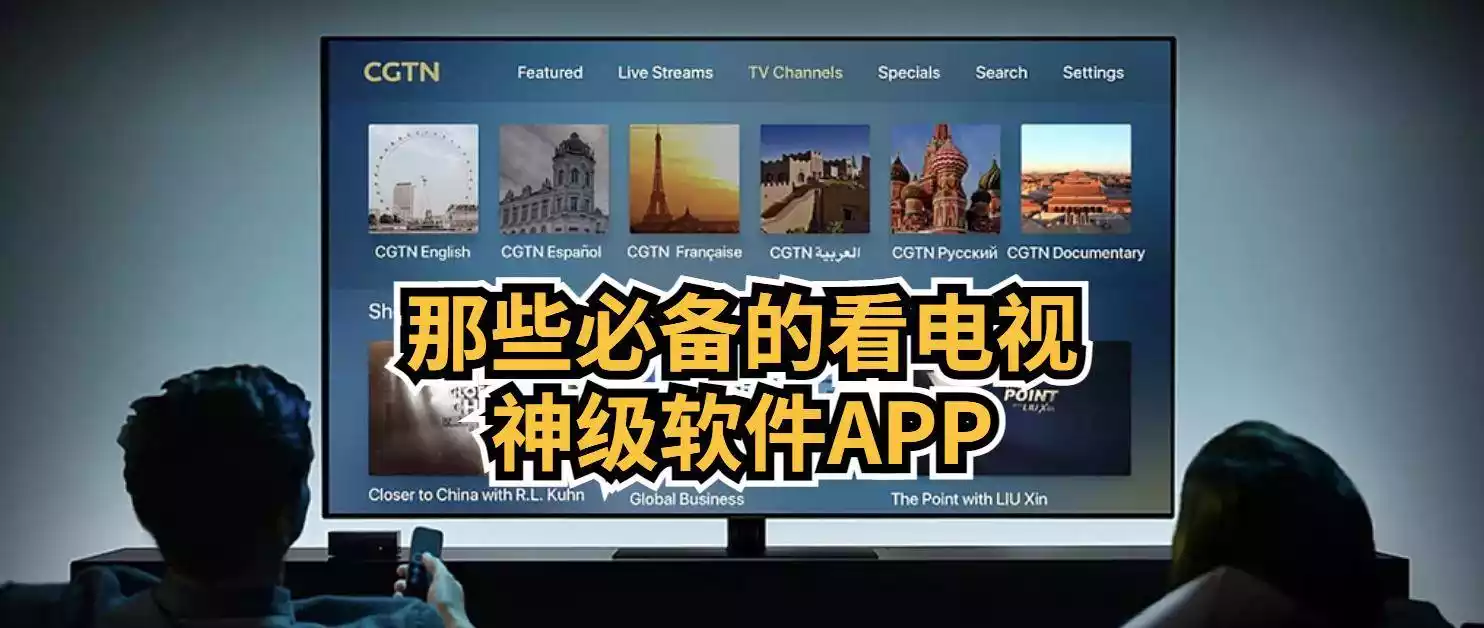 CGTN
Featured
Live Streams
TV Channels
Specials
Search
Settings
CGTN English
CGTN Español
CGTN Française
CGTN العربية
CGTN Русский
CGTN Documentary
那些必备的看电视
神级软件APP
POINT
LIU Xin
Closer to China with R.L. Kuhn
Global Business
The Point with LIU Xin